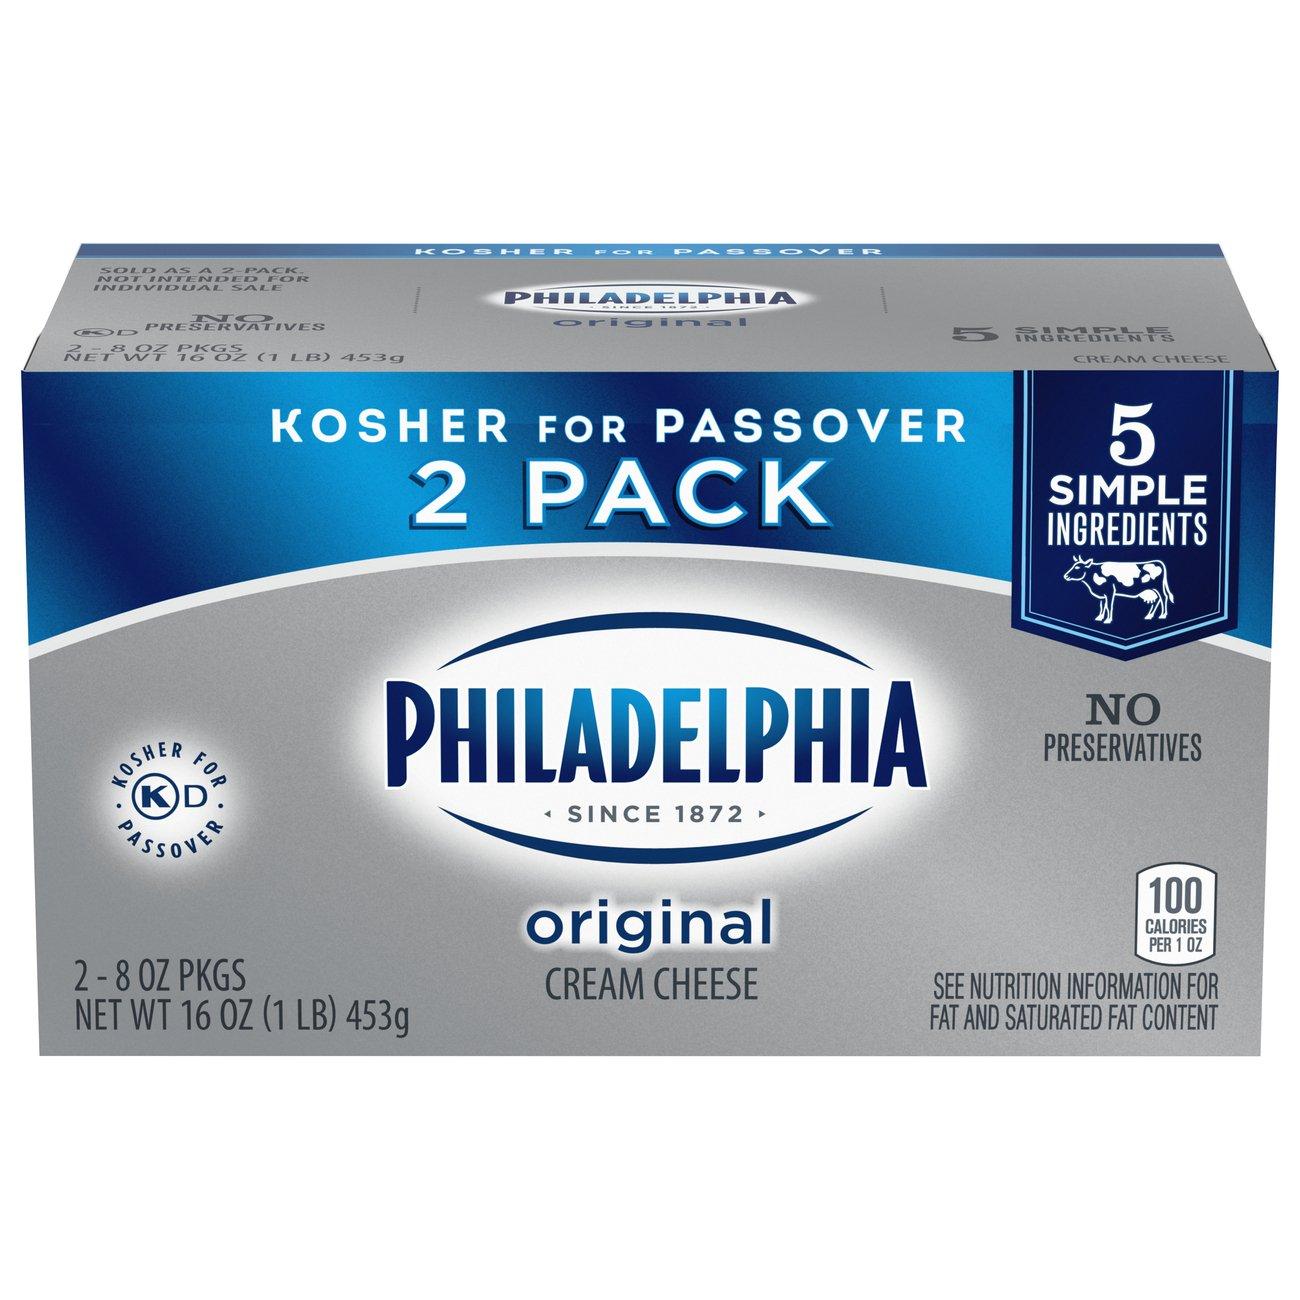 KOSHER FOR PASSOVER
SOLD AS A 2-PACK.
NOT INTENDED FOR
INDIVIDUAL SALE
NO
KD PRESERVATIVES
2 - 8 OZ PKGS
NET WT 16 OZ (1 LB) 453g
PHILADELPHIA
SINCE 1872
original
5 SIMPLE
INGREDIENTS
CREAM CHEESE
KOSHER FOR PASSOVER
2 PACK
5
SIMPLE
INGREDIENTS
PHILADELPHIA
SINCE 1872
original
CREAM CHEESE
NO
PRESERVATIVES
KOSHER FOR
K D
PASSOVER
100
CALORIES
PER 1 OZ
2 - 8 OZ PKGS
NET WT 16 OZ (1 LB) 453g
SEE NUTRITION INFORMATION FOR
FAT AND SATURATED FAT CONTENT